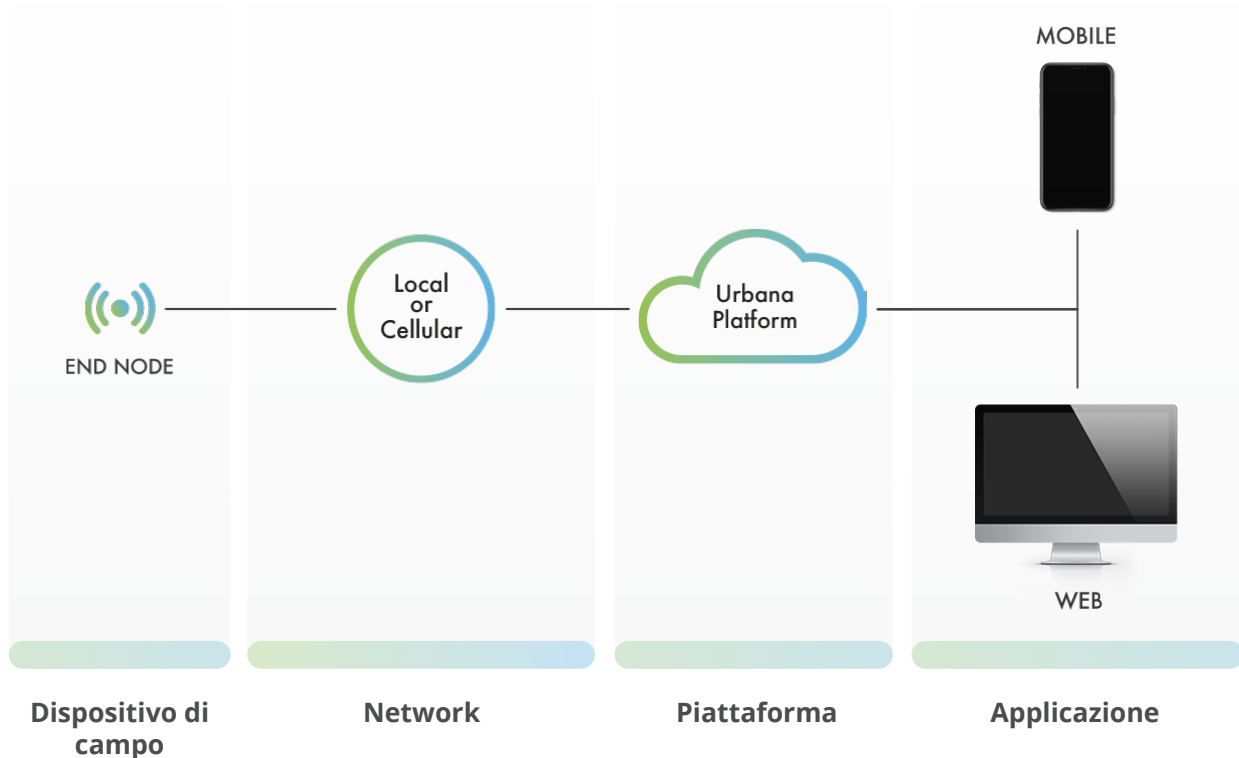 MOBILE
END NODE
Local
or
Cellular
Urbana
Platform
WEB
Dispositivo di
campo
Network
Piattaforma
Applicazione